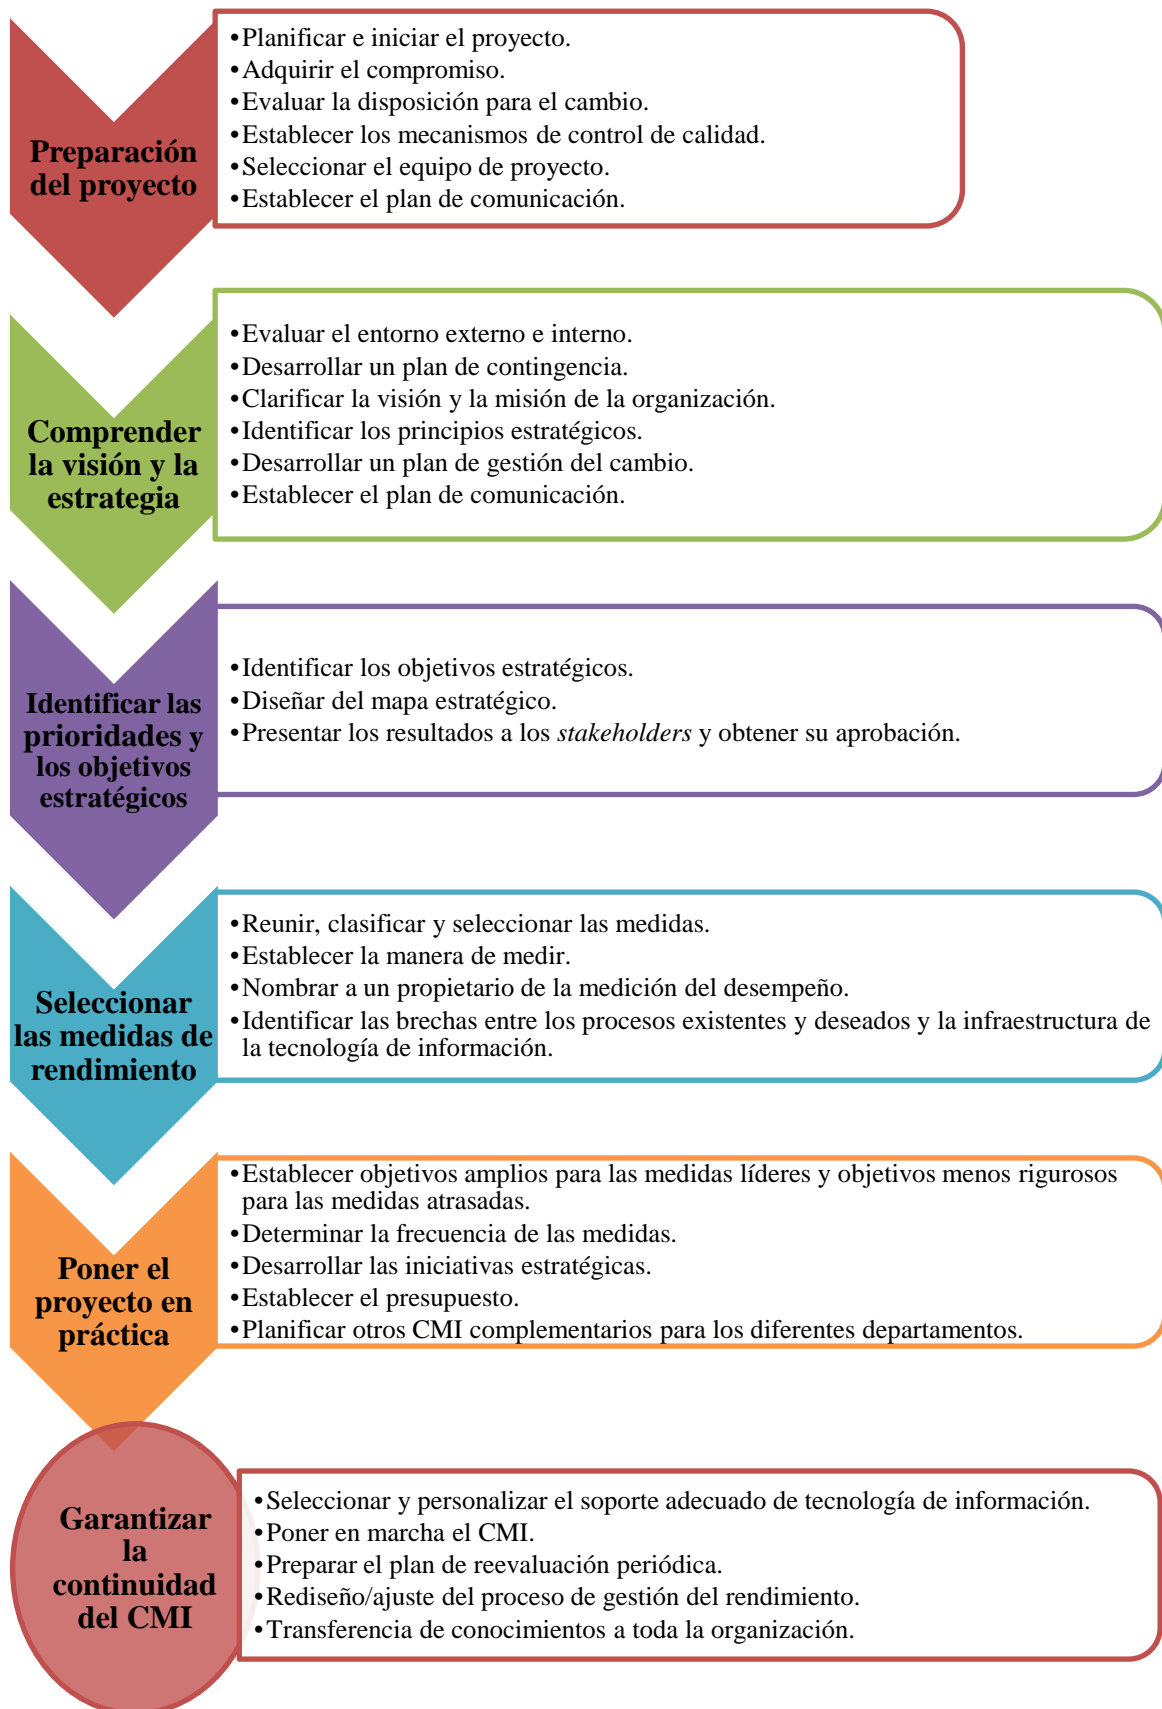 Preparación
del proyecto
•Planificar e iniciar el proyecto.
•Adquirir el compromiso.
•Evaluar la disposición para el cambio.
•Establecer los mecanismos de control de calidad.
•Seleccionar el equipo de proyecto.
•Establecer el plan de comunicación.
Comprender
la visión y la
estrategia
•Evaluar el entorno externo e interno.
•Desarrollar un plan de contingencia.
•Clarificar la visión y la misión de la organización.
•Identificar los principios estratégicos.
•Desarrollar un plan de gestión del cambio.
•Establecer el plan de comunicación.
Identificar las
prioridades y
los objetivos
estratégicos
•Identificar los objetivos estratégicos.
•Diseñar del mapa estratégico.
•Presentar los resultados a los stakeholders y obtener su aprobación.
Seleccionar
las medidas de
rendimiento
•Reunir, clasificar y seleccionar las medidas.
•Establecer la manera de medir.
•Nombrar a un propietario de la medición del desempeño.
•Identificar las brechas entre los procesos existentes y deseados y la infraestructura de
la tecnología de información.
Poner el
proyecto en
práctica
•Establecer objetivos amplios para las medidas líderes y objetivos menos rigurosos
para las medidas atrasadas.
•Determinar la frecuencia de las medidas.
•Desarrollar las iniciativas estratégicas.
•Establecer el presupuesto.
•Planificar otros CMI complementarios para los diferentes departamentos.
Garantizar
la
continuidad
del CMI
•Seleccionar y personalizar el soporte adecuado de tecnología de información.
•Poner en marcha el CMI.
•Preparar el plan de reevaluación periódica.
•Rediseño/ajuste del proceso de gestión del rendimiento.
•Transferencia de conocimientos a toda la organización.